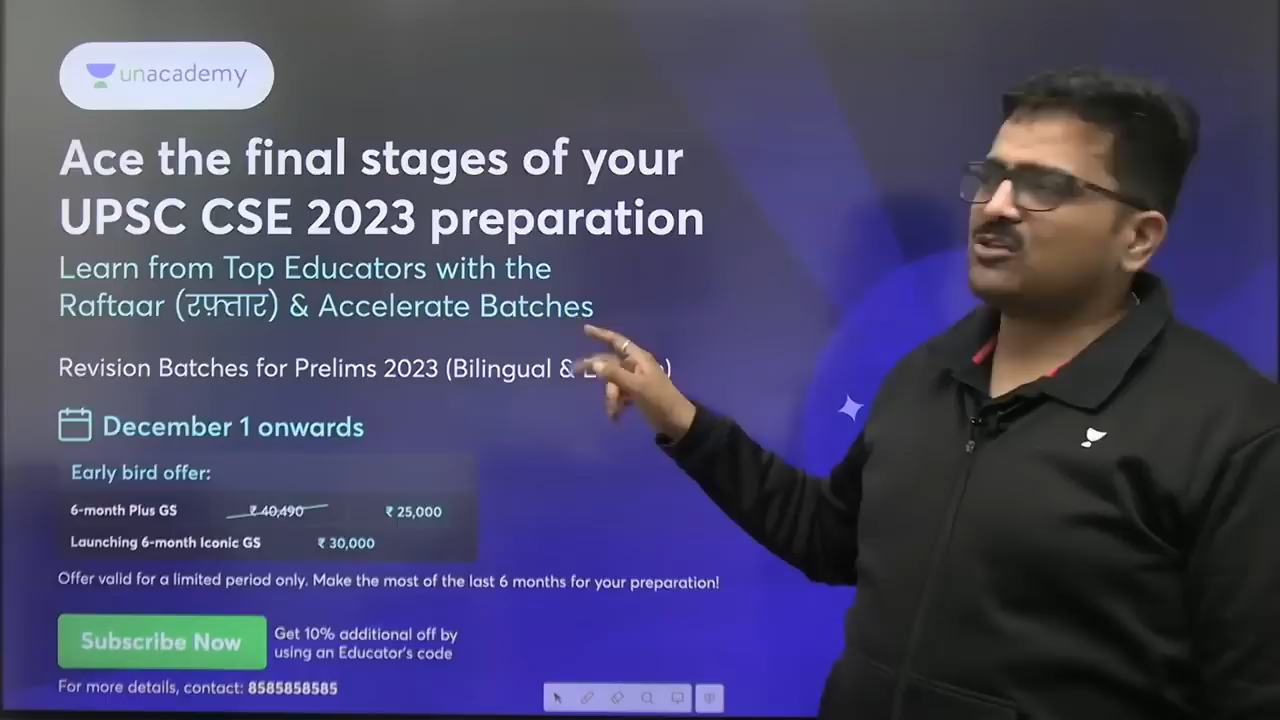 unacademy
Ace the final stages of your
UPSC CSE 2023 preparation
Learn from Top Educators with the
Raftaar (रफ़्तार) & Accelerate Batches
Revision Batches for Prelims 2023 (Bilingual &
December 1 onwards
Early bird offer:
6-month Plus GS ₹ 40,490 ₹ 25,000
Launching 6-month Iconic GS ₹ 30,000
Offer valid for a limited period only. Make the most of the last 6 months for your preparation!
Subscribe Now
Get 10% additional off by
using an Educator's code
For more details, contact: 8585858585